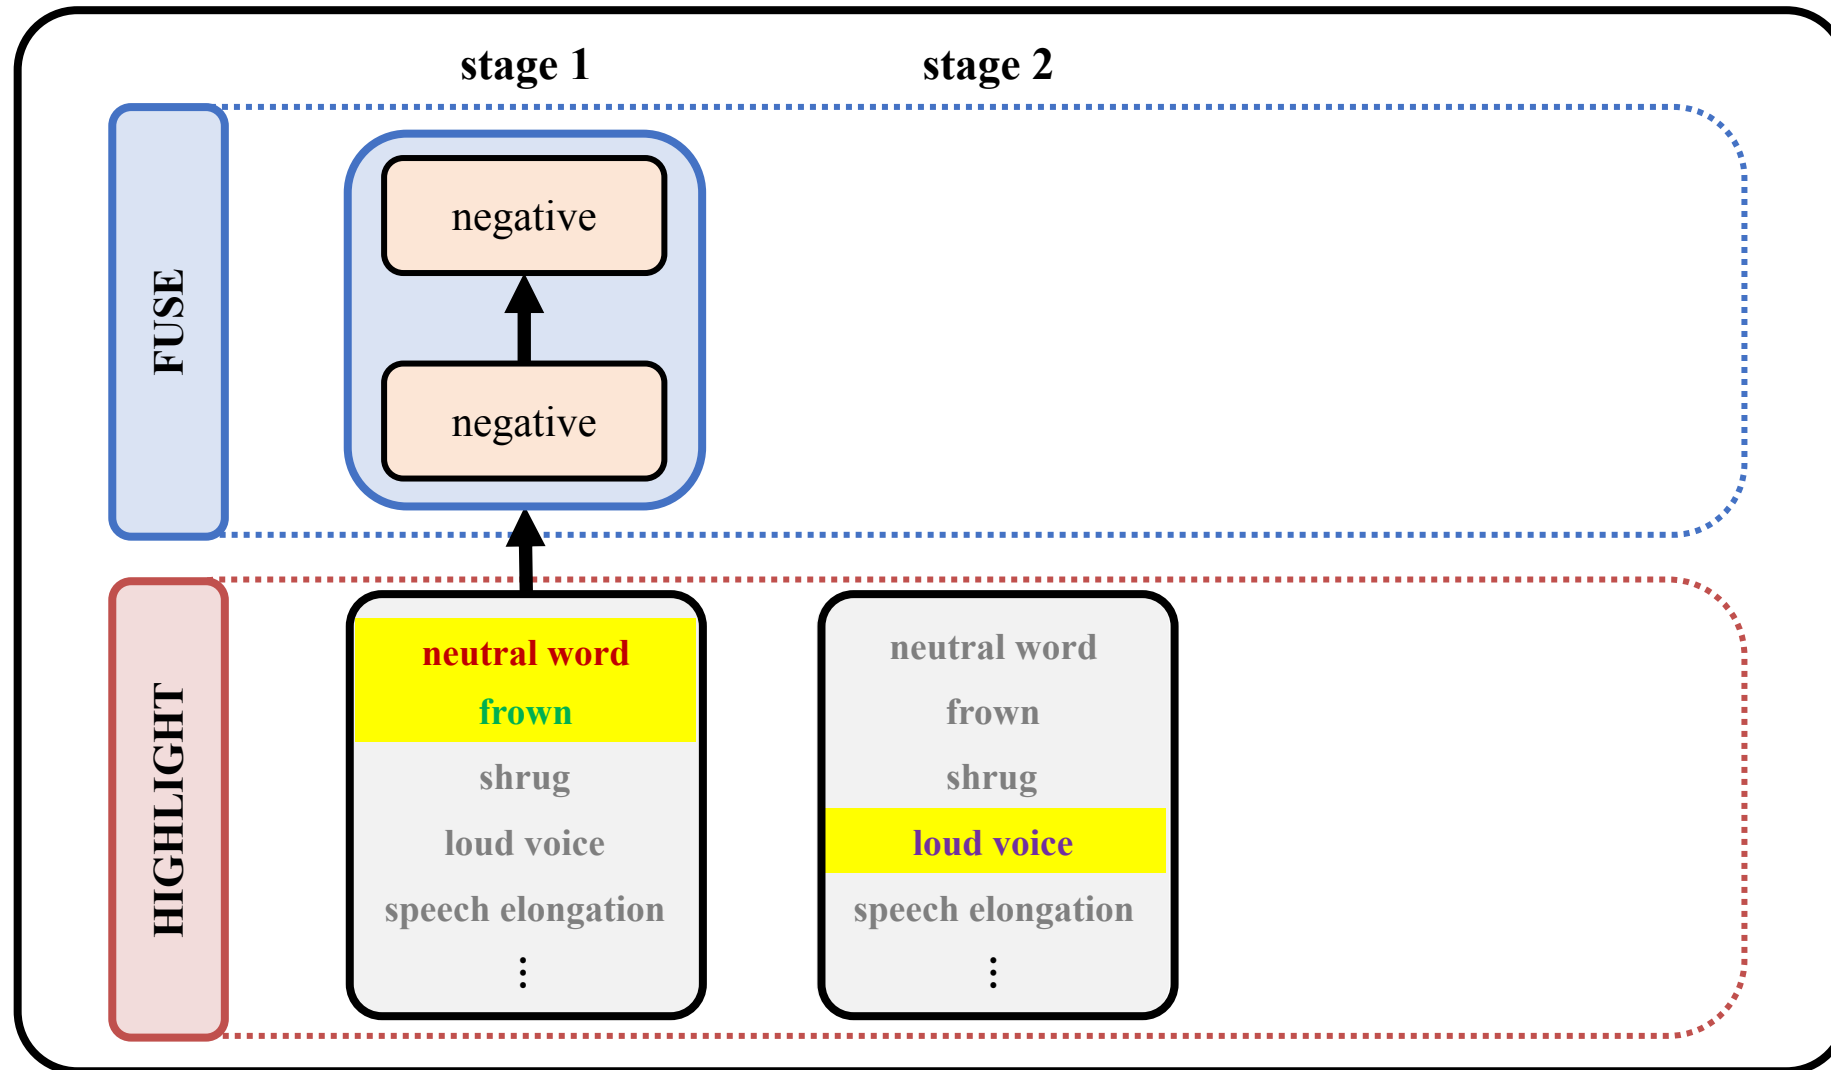 stage 1
stage 2
FUSE
negative
negative
HIGHLIGHT
neutral word
frown
shrug
loud voice
speech elongation
⋮
neutral word
frown
shrug
loud voice
speech elongation
⋮